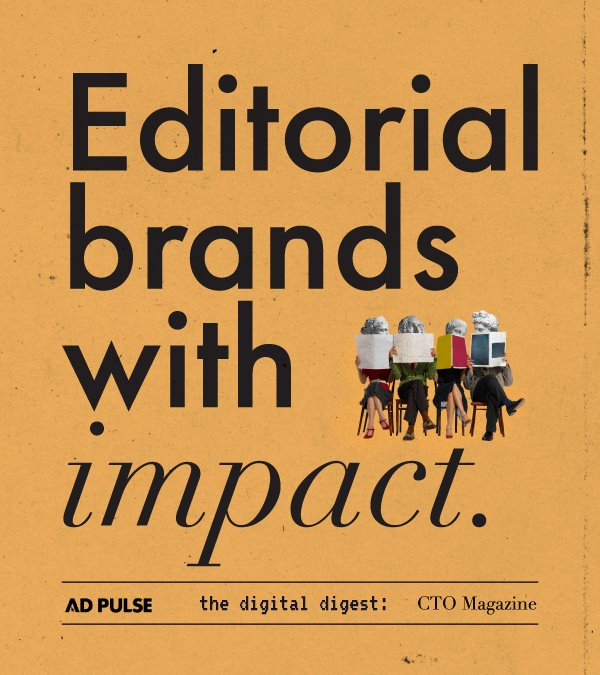 Editorial
brands
with
impact.
AD PULSE the digital digest: CTO Magazine